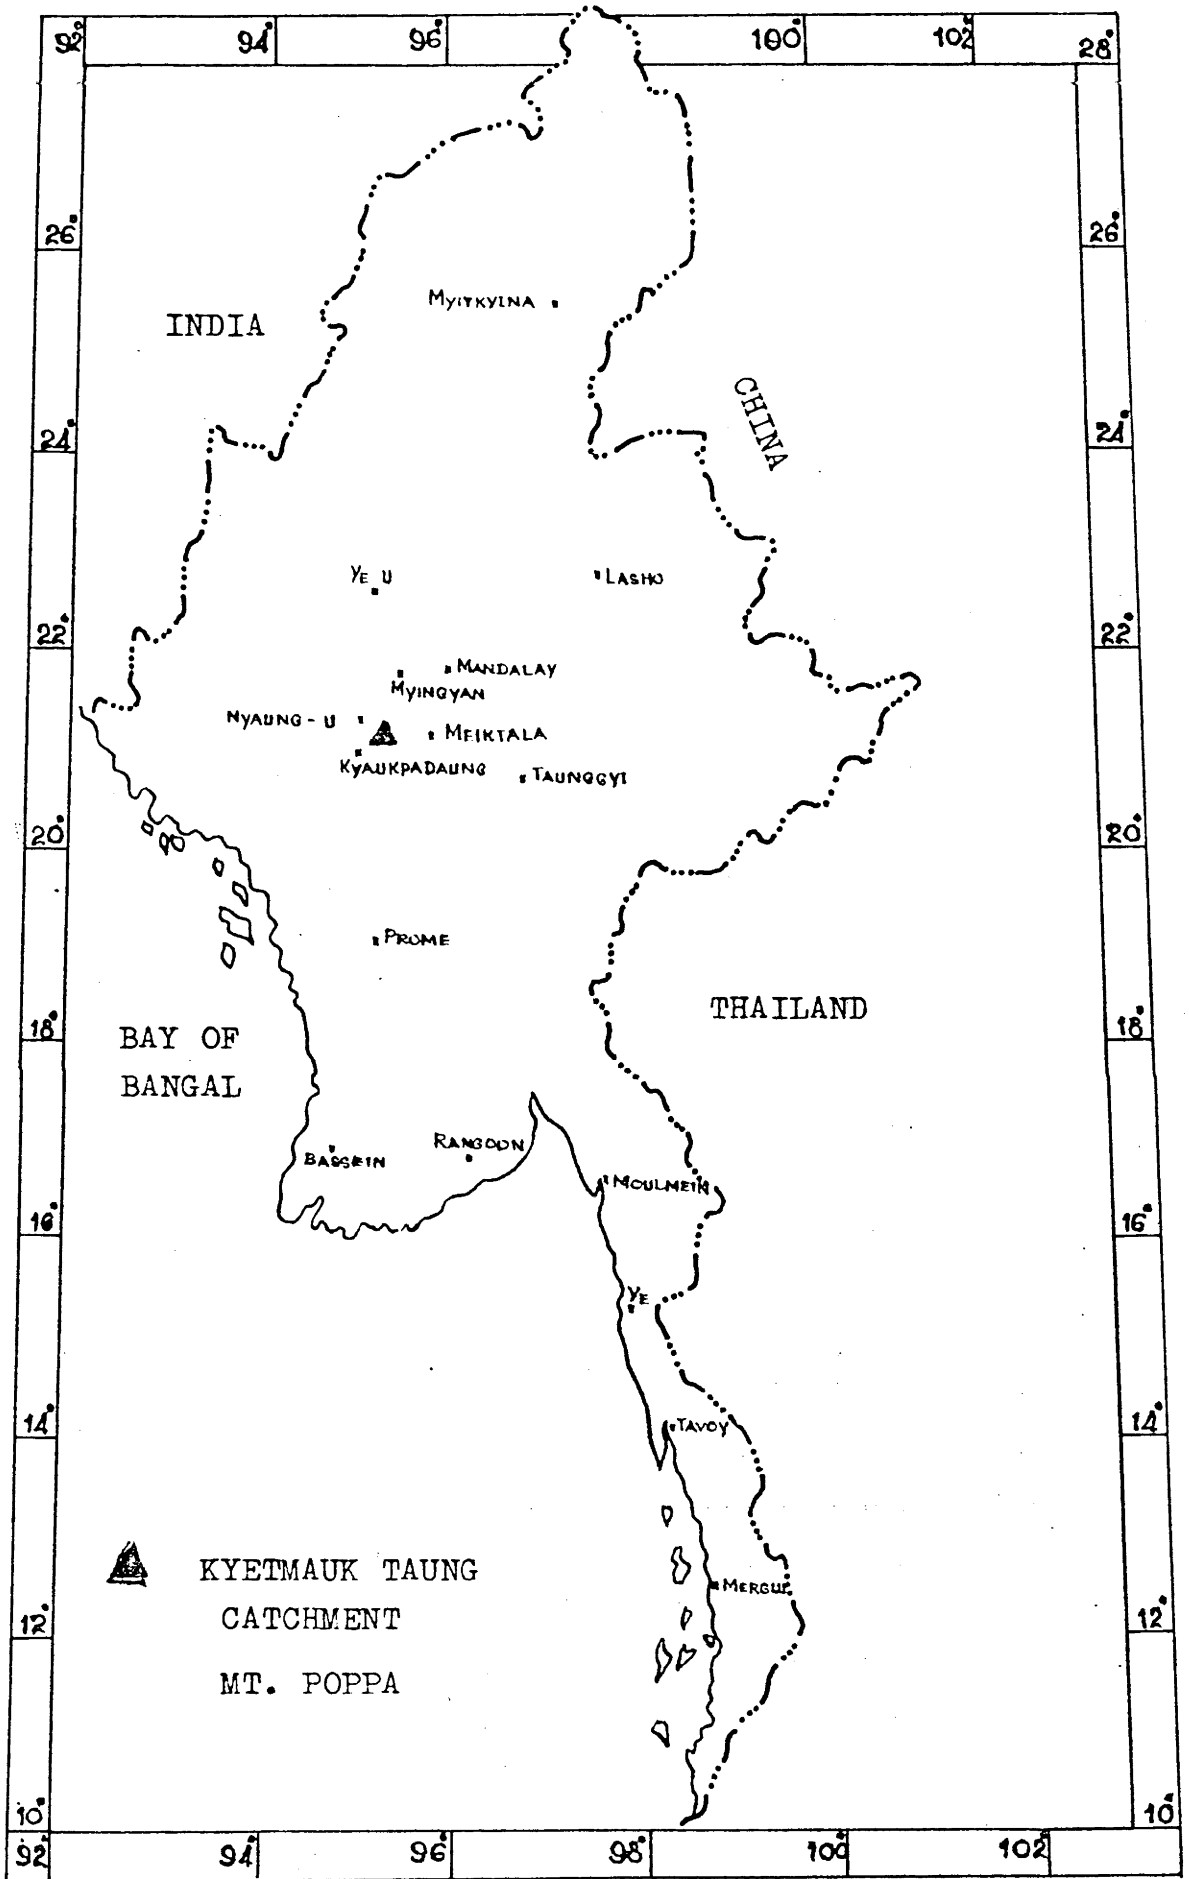 92° 94° 96° 100° 102° 28°
26° 26°
MYITKYINA
INDIA
CHINA
24° 24°
YE U
LASHO
22° 22°
MANDALAY
MYINGYAN
NYAUNG-U
MEIKTALA
KYAUKPADAUNG
TAUNGGYI
20° 20°
PROME
THAILAND
18° 18°
BAY OF
BANGAL
RANGOON
BASSEIN
MOULMEIN
16° 16°
YE
14° 14°
TAVOY
KYETMAUK TAUNG
CATCHMENT
MT. POPPA
MERGUI
12° 12°
10° 10°
92° 94° 96° 98° 100° 102°